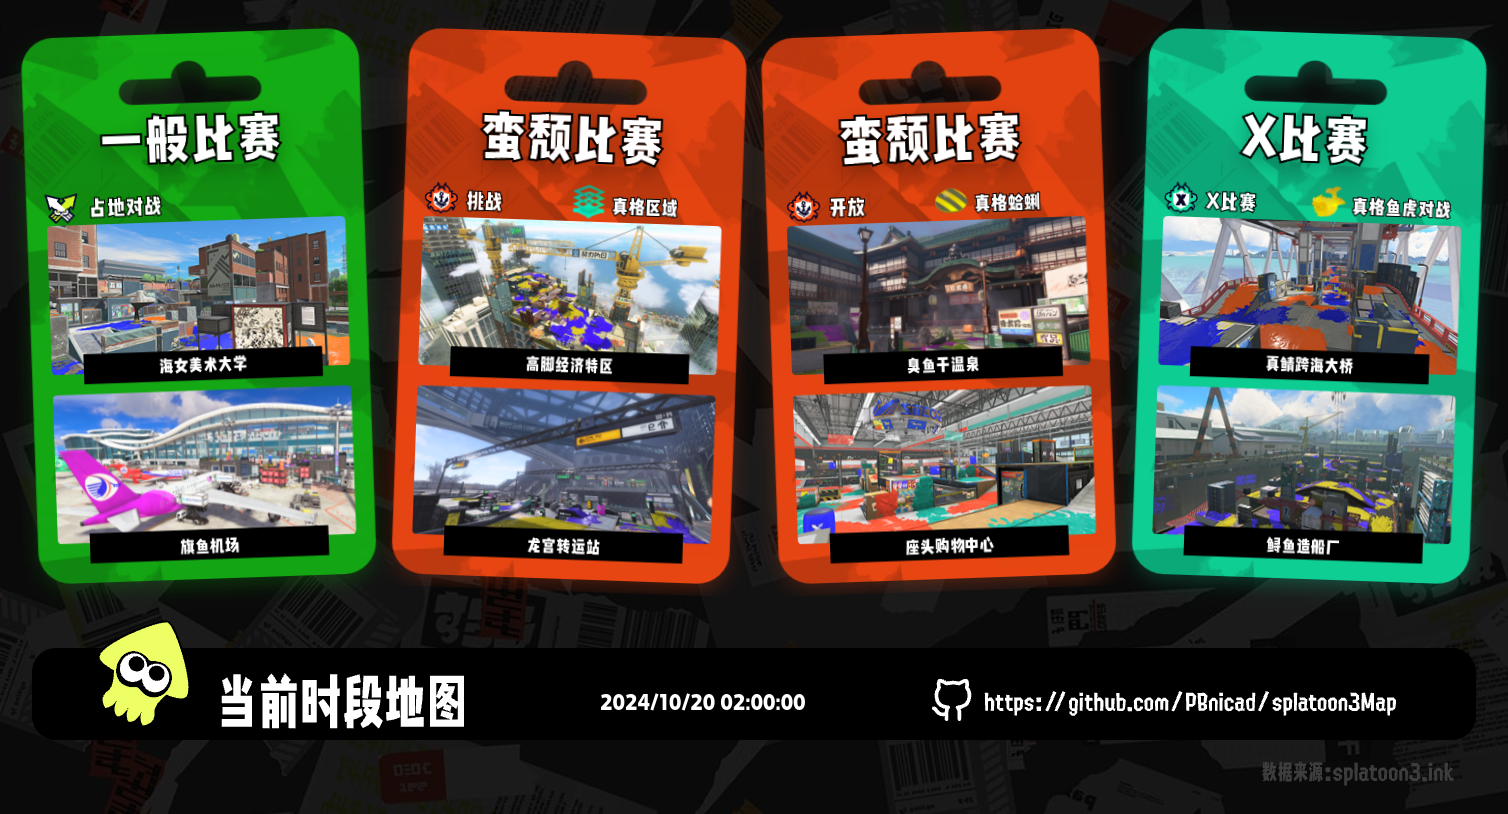 一般比赛
占地对战
海女美术大学
旗鱼机场
蛮颓比赛
挑战
真格区域
高脚经济特区
龙宫转运站
蛮颓比赛
开放
真格蛤蜊
臭鱼干温泉
座头购物中心
X比赛
X比赛
真格鱼虎对战
真鲭跨海大桥
鲟鱼造船厂
当前时段地图
2024/10/20 02:00:00
https://github.com/PBnicad/splatoon3Map
数据来源:splatoon3.ink